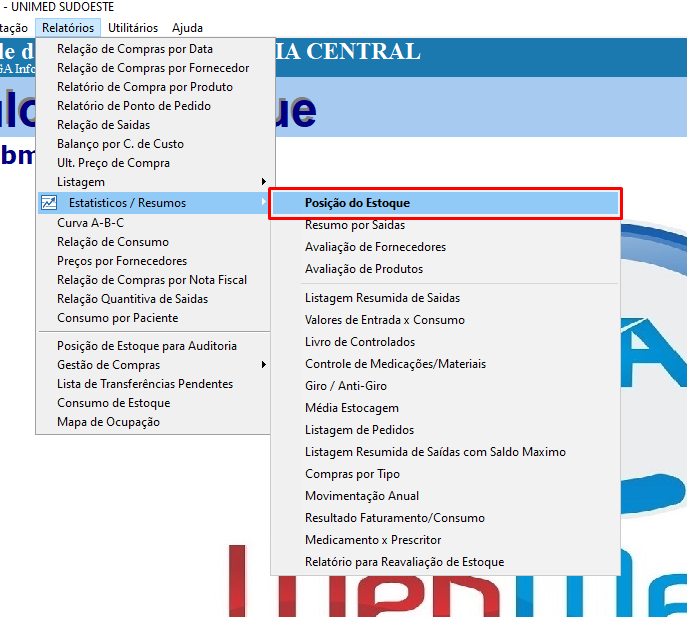 - UNIMED SUDOESTE
Relatórios Utilitários Ajuda
IA CENTRAL
Relação de Compras por Data
Relação de Compras por Fornecedor
Relatório de Compra por Produto
Relatório de Ponto de Pedido
Relação de Saidas
Balanço por C. de Custo
Ult. Preço de Compra
Listagem
Estatisticos / Resumos
Curva A-B-C
Relação de Consumo
Preços por Fornecedores
Relação de Compras por Nota Fiscal
Relação Quantitiva de Saidas
Consumo por Paciente
Posição de Estoque para Auditoria
Gestão de Compras
Lista de Transferências Pendentes
Consumo de Estoque
Mapa de Ocupação
Posição do Estoque
Resumo por Saidas
Avaliação de Fornecedores
Avaliação de Produtos
Listagem Resumida de Saidas
Valores de Entrada x Consumo
Livro de Controlados
Controle de Medicações/Materiais
Giro / Anti-Giro
Média Estocagem
Listagem de Pedidos
Listagem Resumida de Saídas com Saldo Maximo
Compras por Tipo
Movimentação Anual
Resultado Faturamento/Consumo
Medicamento x Prescritor
Relatório para Reavaliação de Estoque